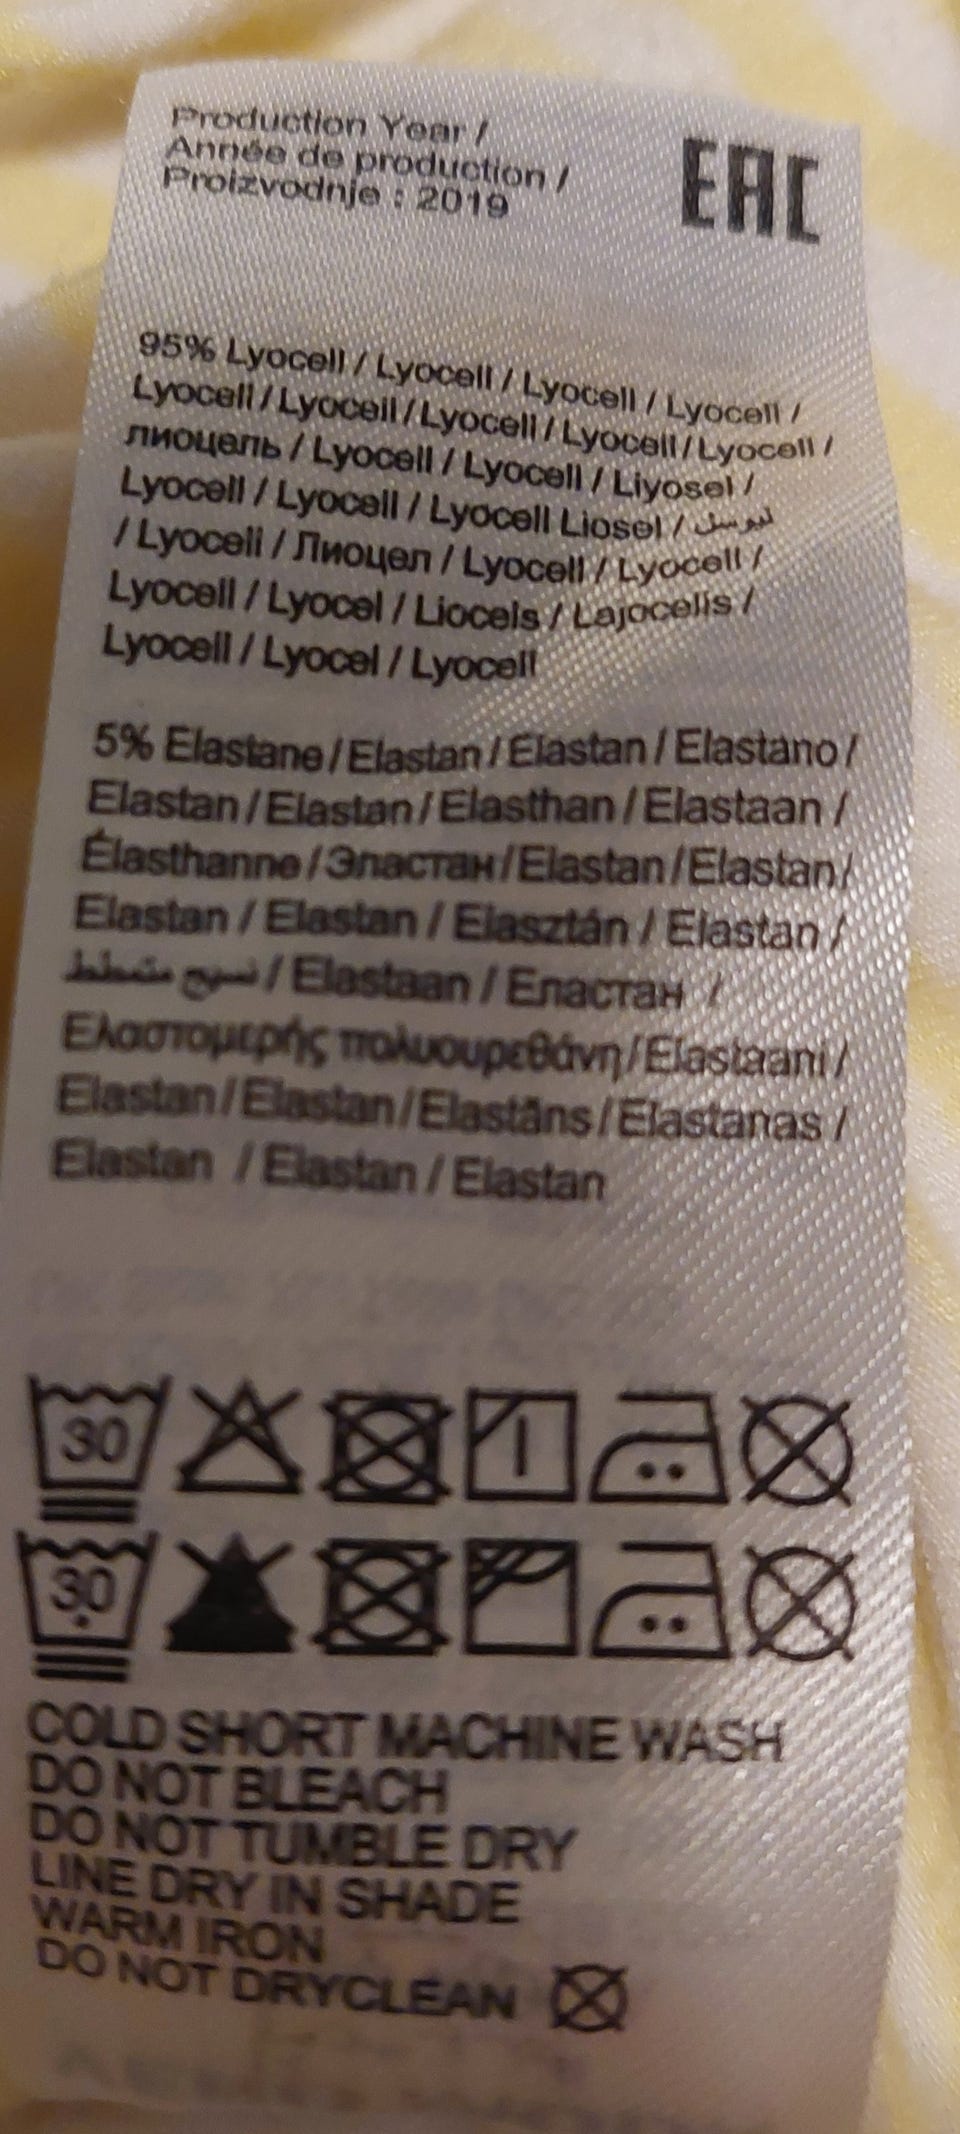 Production Year /
Année de production /
Proizvodnje : 2019
EAC
95% Lyocell / Lyocell / Lyocell / Lyocell /
Lyocell / Lyocell / Lyocell / Lyocell / Lyocell /
лиоцель / Lyocell / Lyocell / Liyosel /
Lyocell / Lyocell / Lyocell Liosel / ليوسل
/ Lyocell / Лиоцел / Lyocell / Lyocell /
Lyocell / Lyocel / Liocels / Lajocelis /
Lyocell / Lyocel / Lyocell
5% Elastane / Elastan / Elastan / Elastano /
Elastan / Elastan / Elasthan / Elastaan /
Élasthanne / Эластан / Elastan / Elastan /
Elastan / Elastan / Elasztán / Elastan /
نسيج متمطط / Elastaan / Еластан /
Ελαστομερής πολυουρεθάνη / Elastaani /
Elastan / Elastan / Elastāns / Elastanas /
Elastan / Elastan / Elastan
30
30
COLD SHORT MACHINE WASH
DO NOT BLEACH
DO NOT TUMBLE DRY
LINE DRY IN SHADE
WARM IRON
DO NOT DRYCLEAN